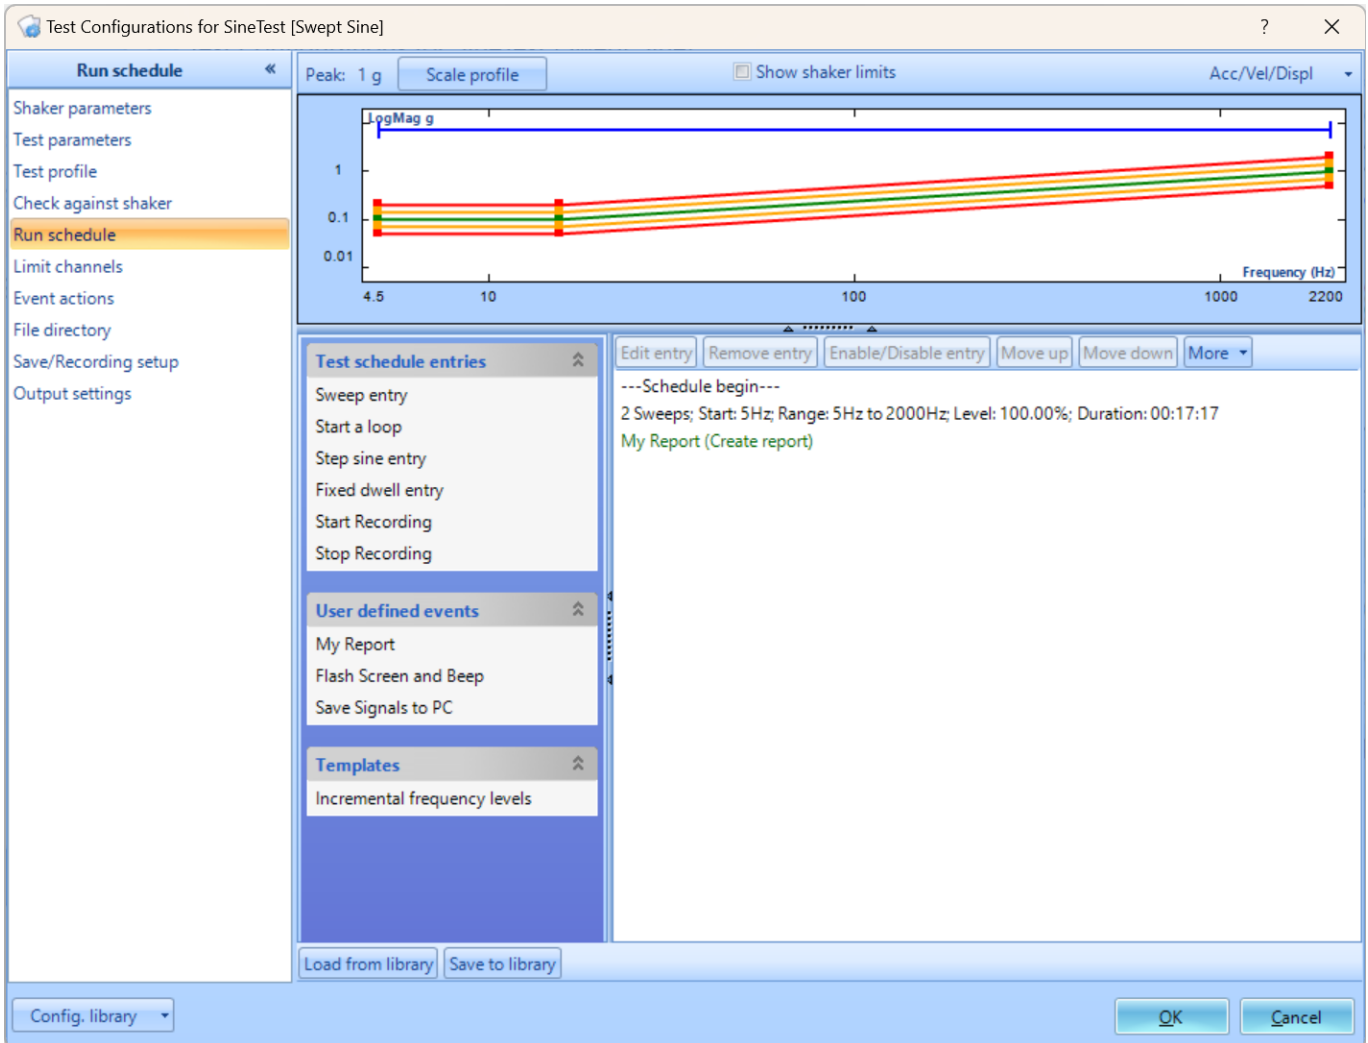 Test Configurations for SineTest [Swept Sine]
?
Run schedule «
Shaker parameters
Test parameters
Test profile
Check against shaker
Run schedule
Limit channels
Event actions
File directory
Save/Recording setup
Output settings
Peak: 1 g Scale profile Show shaker limits Acc/Vel/Displ
LogMag g
1
0.1
0.01
Frequency (Hz)
4.5 10 100 1000 2200
Test schedule entries
Sweep entry
Start a loop
Step sine entry
Fixed dwell entry
Start Recording
Stop Recording
User defined events
My Report
Flash Screen and Beep
Save Signals to PC
Templates
Incremental frequency levels
Edit entry Remove entry Enable/Disable entry Move up Move down More
---Schedule begin---
2 Sweeps; Start: 5Hz; Range: 5Hz to 2000Hz; Level: 100.00%; Duration: 00:17:17
My Report (Create report)
Load from library Save to library
Config. library
OK Cancel